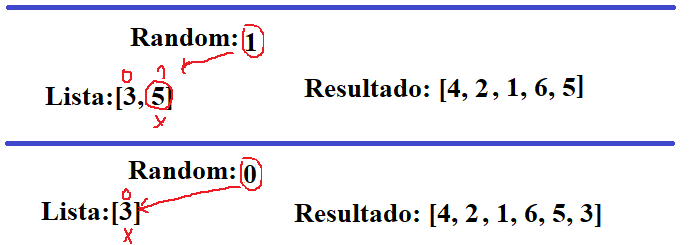 Random: 1
0 1
Lista:[3, 5] Resultado: [4, 2, 1, 6, 5]
x
Random: 0
0
Lista:[3] Resultado: [4, 2, 1, 6, 5, 3]
x